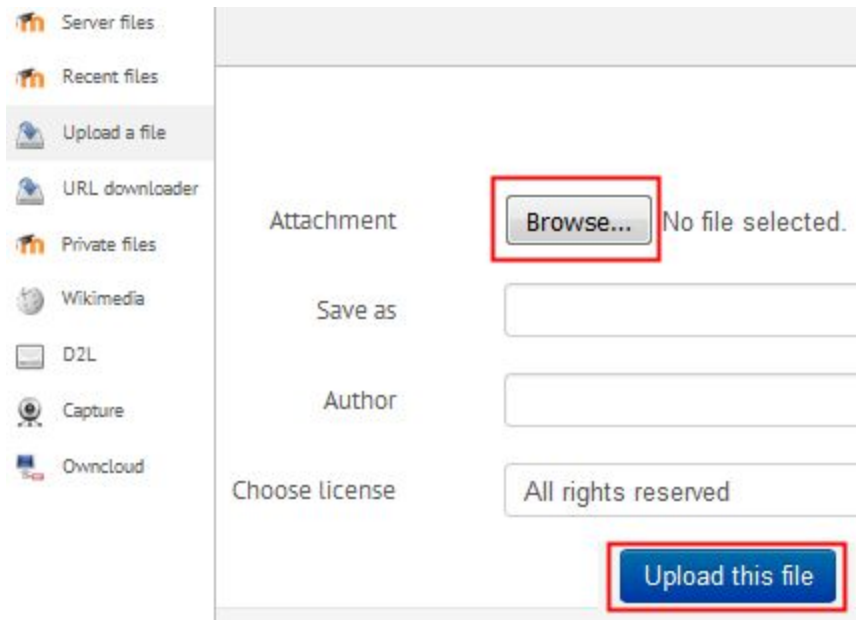 Server files
Recent files
Upload a file
URL downloader
Private files
Wikimedia
D2L
Capture
Owncloud
Attachment Browse... No file selected.
Save as
Author
Choose license All rights reserved
Upload this file